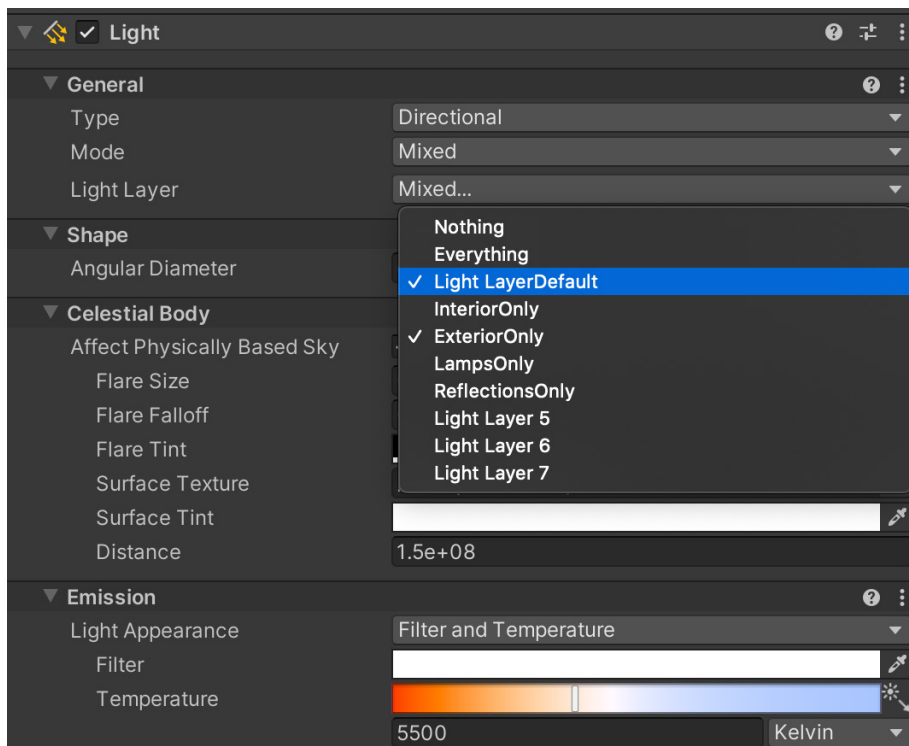 Light
General
Type Directional
Mode Mixed
Light Layer Mixed...
Nothing
Everything
Light LayerDefault
InteriorOnly
ExteriorOnly
LampsOnly
ReflectionsOnly
Light Layer 5
Light Layer 6
Light Layer 7
Shape
Angular Diameter
Celestial Body
Affect Physically Based Sky
Flare Size
Flare Falloff
Flare Tint
Surface Texture
Surface Tint
Distance 1.5e+08
Emission
Light Appearance Filter and Temperature
Filter
Temperature
5500 Kelvin